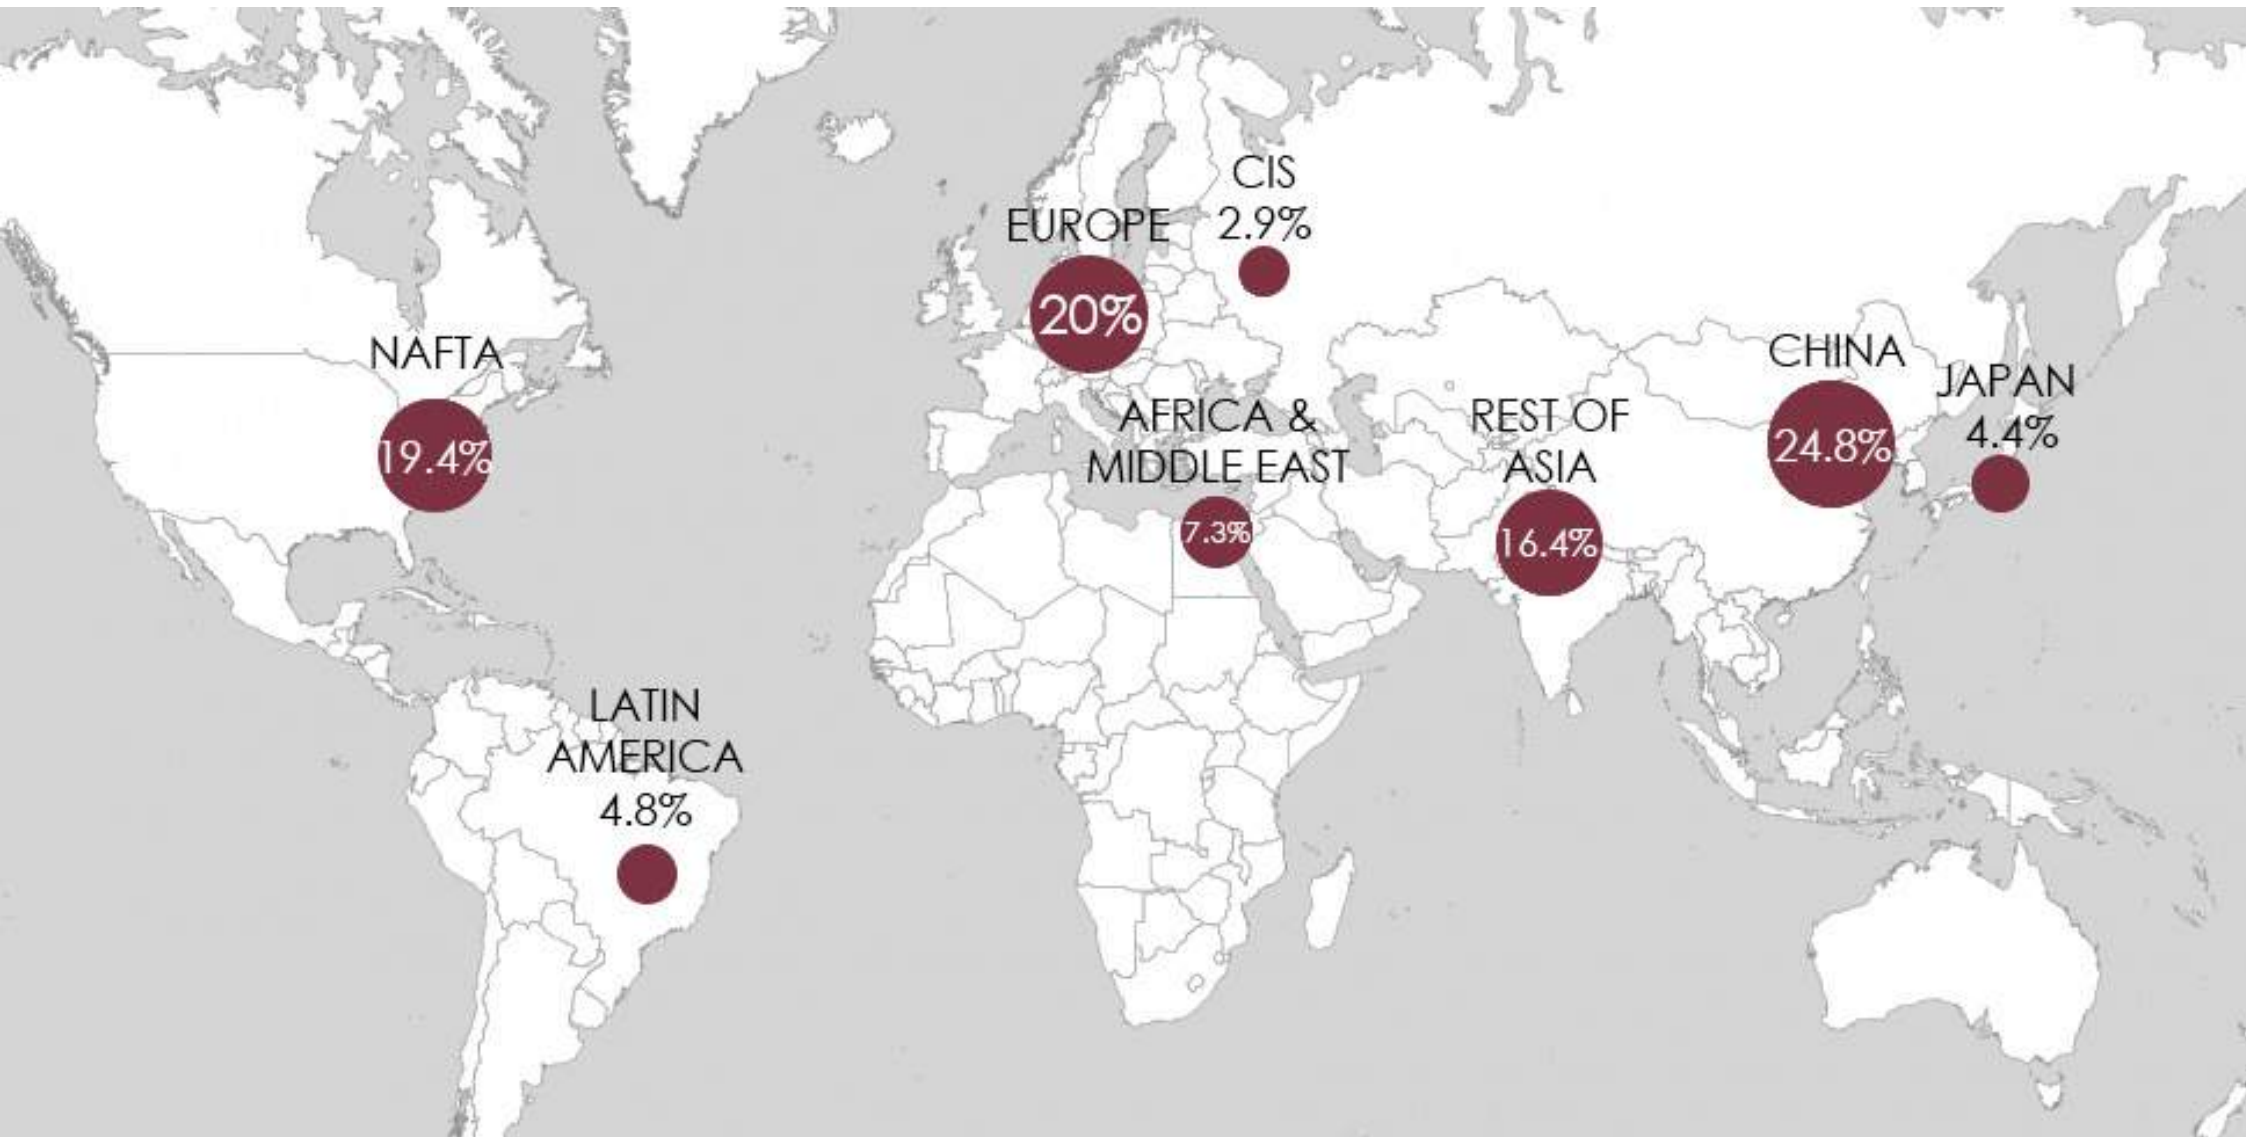 CIS
2.9%
EUROPE
20%
NAFTA
19.4%
CHINA
24.8%
JAPAN
4.4%
AFRICA &
MIDDLE EAST
7.3%
REST OF
ASIA
16.4%
LATIN
AMERICA
4.8%